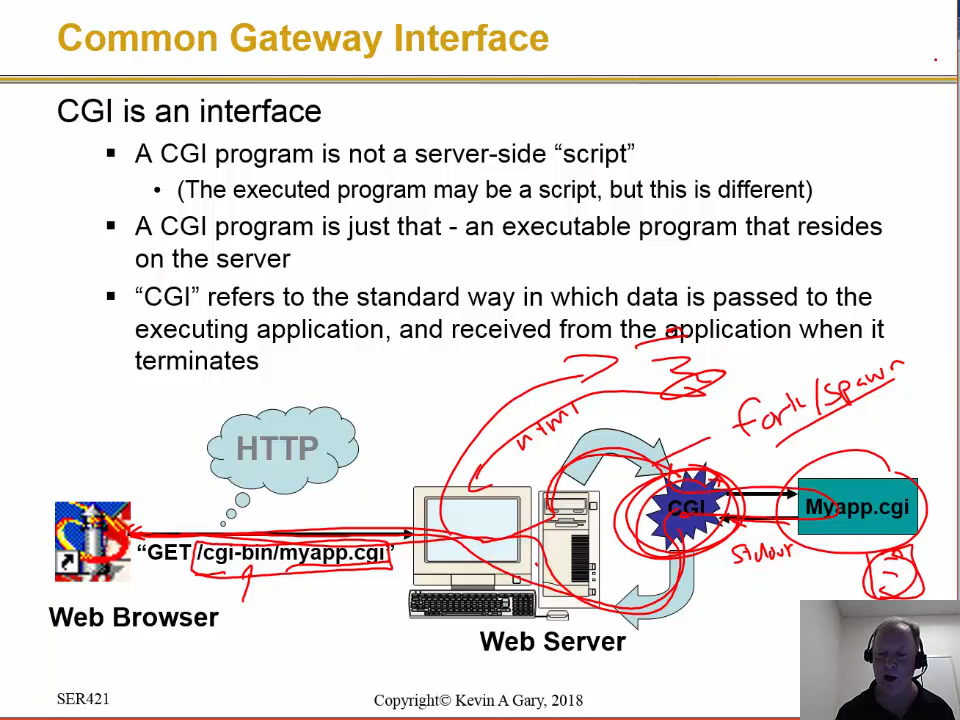 Common Gateway Interface
CGI is an interface
▪ A CGI program is not a server-side “script”
• (The executed program may be a script, but this is different)
▪ A CGI program is just that - an executable program that resides
on the server
▪ “CGI” refers to the standard way in which data is passed to the
executing application, and received from the application when it
terminates
fork/spawn
html
HTTP
CGI
Myapp.cgi
“GET /cgi-bin/myapp.cgi”
Stdout
Web Browser
Web Server
SER421
Copyright© Kevin A Gary, 2018